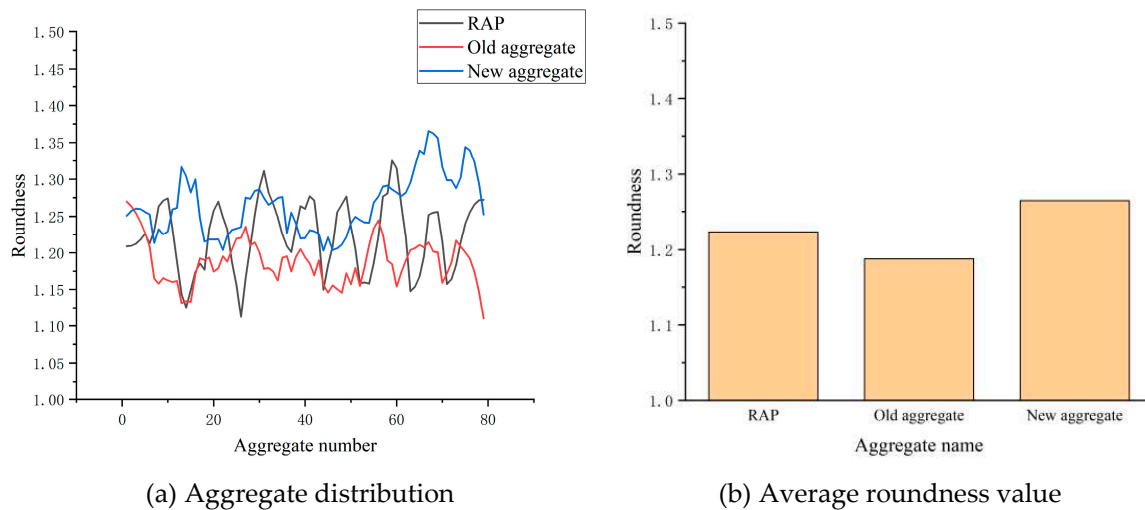 RAP
Old aggregate
New aggregate
1.50
1.45
1.40
1.35
1.30
1.25
1.20
1.15
1.10
1.05
1.00
Roundness
0
20
40
60
80
Aggregate number
(a) Aggregate distribution
1.5
1.4
1.3
1.2
1.1
1.0
Roundness
RAP
Old aggregate
New aggregate
Aggregate name
(b) Average roundness value